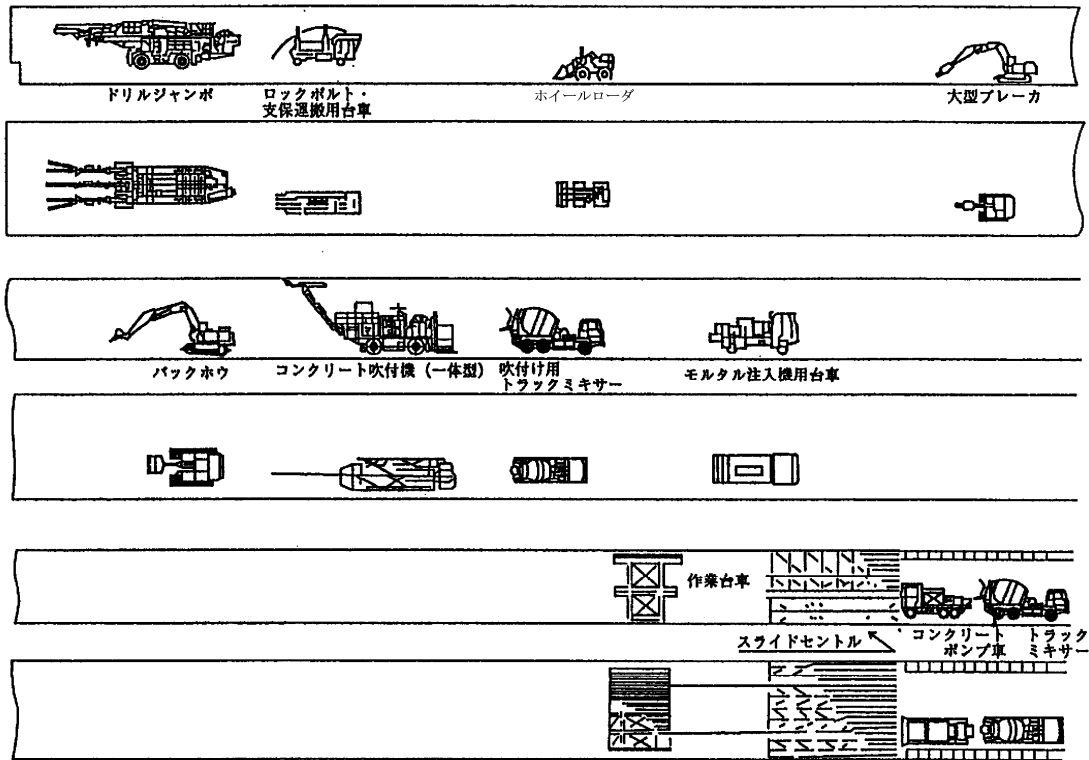 ドリルジャンボ
ロックボルト・
支保運搬用台車
ホイールローダ
大型ブレーカ
バックホウ
コンクリート吹付機（一体型）
吹付け用
トラックミキサー
モルタル注入機用台車
作業台車
スライドセントル
コンクリート
ポンプ車
トラック
ミキサー